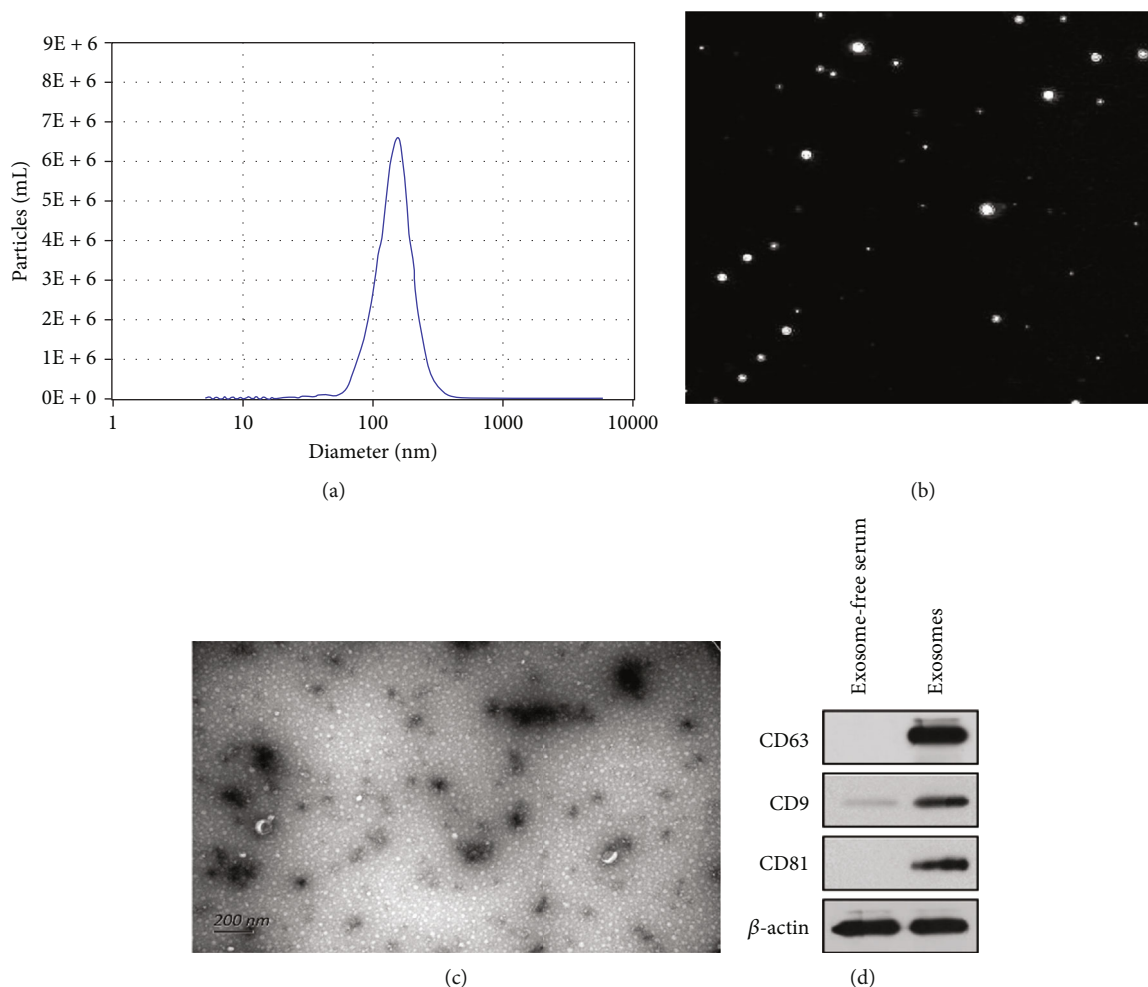 9E + 6
8E + 6
7E + 6
6E + 6
5E + 6
4E + 6
3E + 6
2E + 6
1E + 6
0E + 0
Particles (mL)
1 10 100 1000 10000
Diameter (nm)
(a)
(b)
200 nm
(c)
Exosome-free serum
Exosomes
CD63
CD9
CD81
β-actin
(d)